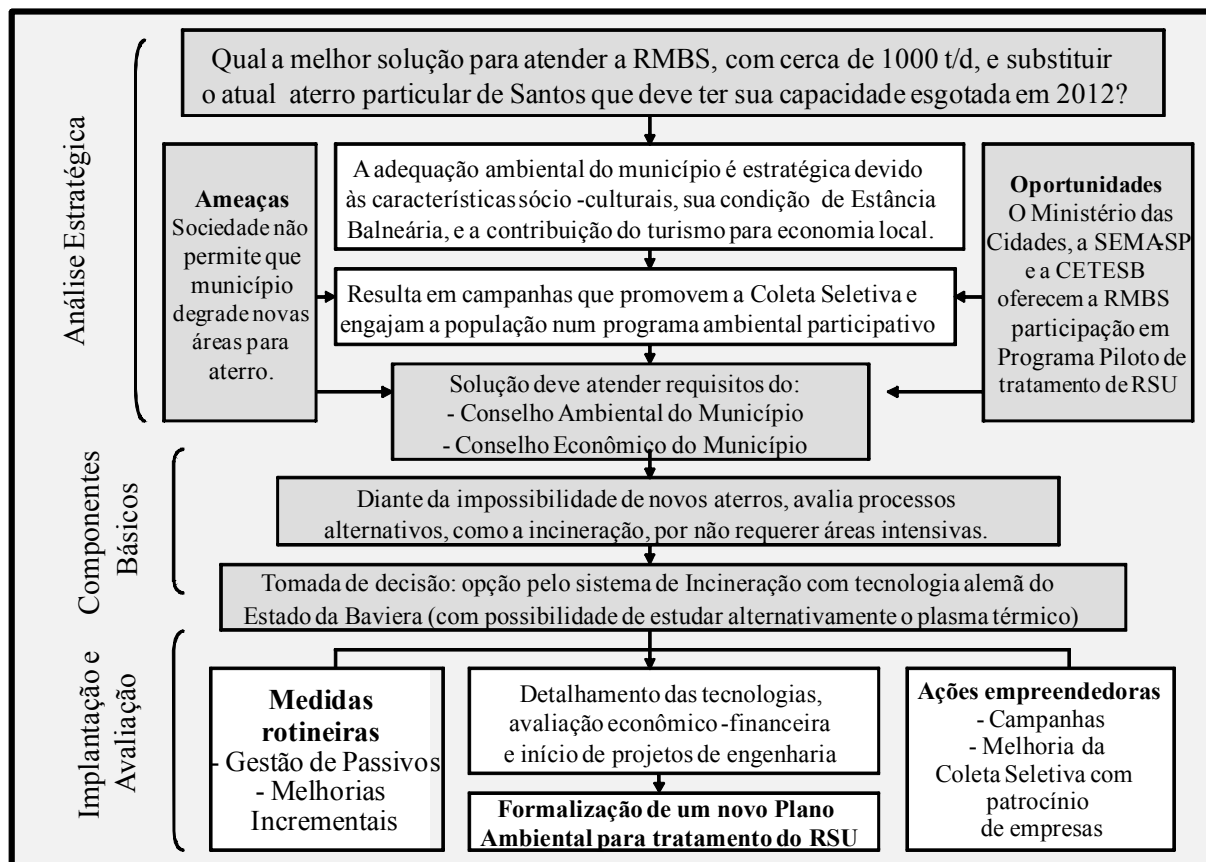 Análise Estratégica
Qual a melhor solução para atender a RMBS, com cerca de 1000 t/d, e substituir
o atual aterro particular de Santos que deve ter sua capacidade esgotada em 2012?
Ameaças
Sociedade não
permite que
município
degrade novas
áreas para
aterro.
A adequação ambiental do município é estratégica devido
às características sócio -culturais, sua condição de Estância
Balneária, e a contribuição do turismo para economia local.
Resulta em campanhas que promovem a Coleta Seletiva e
engajam a população num programa ambiental participativo
Oportunidades
O Ministério das
Cidades, a SEMA-SP
e a CETESB
oferecem a RMBS
participação em
Programa Piloto de
tratamento de RSU
Solução deve atender requisitos do:
- Conselho Ambiental do Município
- Conselho Econômico do Município
Componentes
Básicos
Diante da impossibilidade de novos aterros, avalia processos
alternativos, como a incineração, por não requerer áreas intensivas.
Tomada de decisão: opção pelo sistema de Incineração com tecnologia alemã do
Estado da Baviera (com possibilidade de estudar alternativamente o plasma térmico)
Implantação e
Avaliação
Medidas
rotineiras
- Gestão de Passivos
- Melhorias
Incrementais
Detalhamento das tecnologias,
avaliação econômico -financeira
e início de projetos de engenharia
Formalização de um novo Plano
Ambiental para tratamento do RSU
Ações empreendedoras
- Campanhas
- Melhoria da
Coleta Seletiva com
patrocínio
de empresas